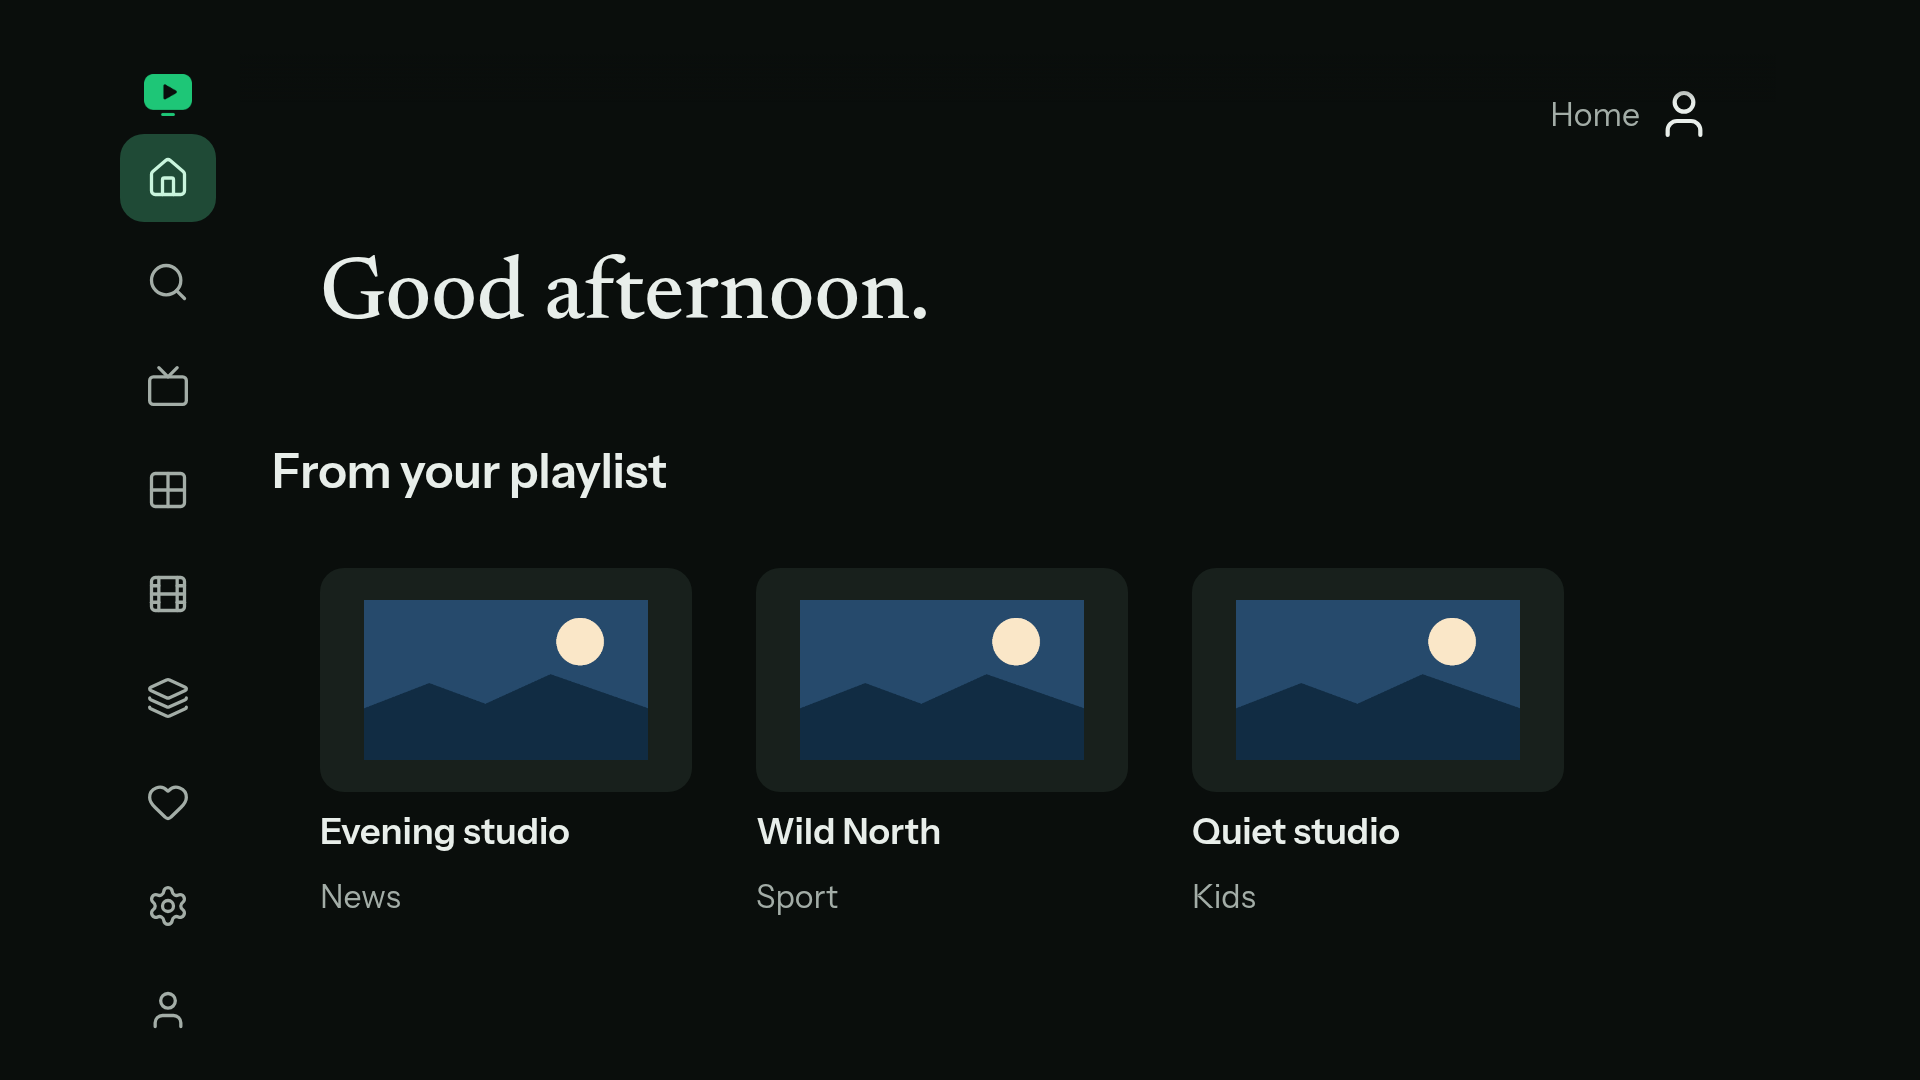 Home
Good afternoon.
From your playlist
Evening studio
Wild North
Quiet studio
News
Sport
Kids